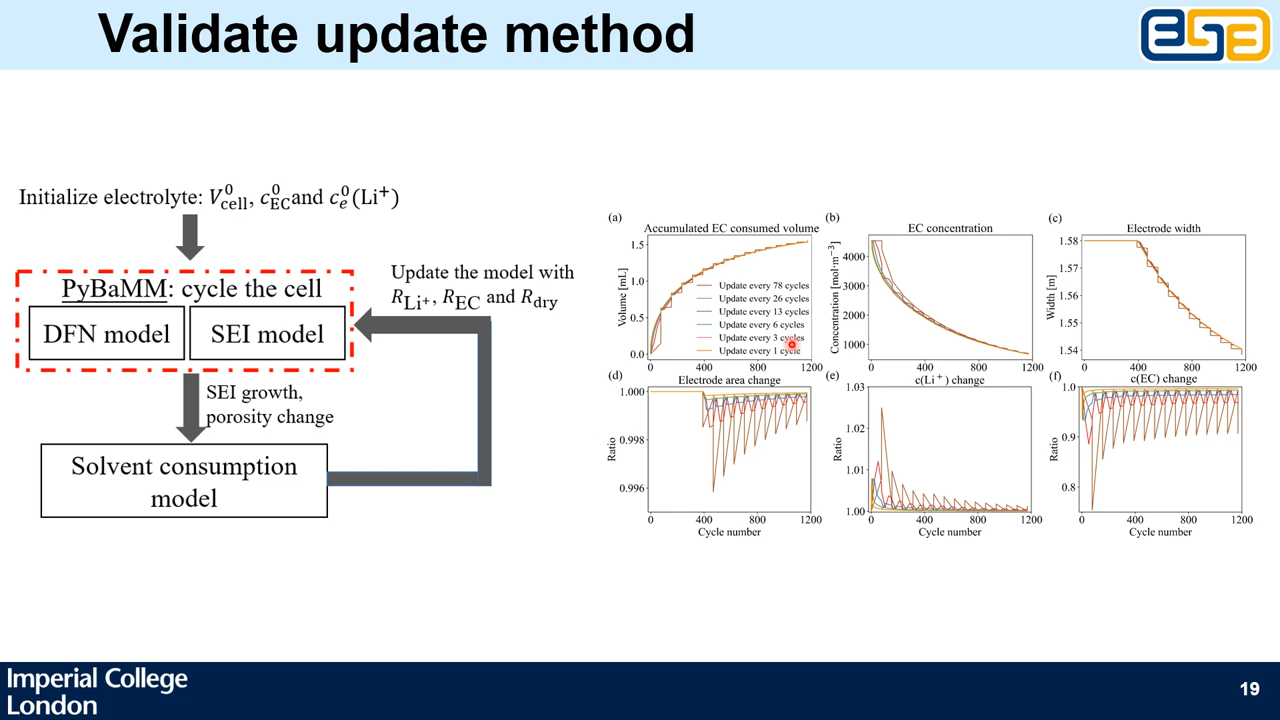 Validate update method
Initialize electrolyte: V⁰cell, c⁰EC and c⁰e(Li⁺)
PyBaMM: cycle the cell
DFN model
SEI model
Update the model with
R_Li⁺, R_EC and R_dry
SEI growth,
porosity change
Solvent consumption
model
(a)
Accumulated EC consumed volume
Volume [mL]
1.5
1.0
0.5
0.0
Update every 78 cycles
Update every 26 cycles
Update every 13 cycles
Update every 6 cycles
Update every 3 cycles
Update every 1 cycle
0 400 800 1200
(b)
EC concentration
Concentration [mol·m⁻³]
4000
3000
2000
1000
0 400 800 1200
(c)
Electrode width
Width [m]
1.58
1.57
1.56
1.55
1.54
0 400 800 1200
(d)
Electrode area change
Ratio
1.000
0.998
0.996
0 400 800 1200
Cycle number
(e)
c(Li⁺) change
Ratio
1.03
1.02
1.01
1.00
0 400 800 1200
Cycle number
(f)
c(EC) change
Ratio
1.0
0.9
0.8
0 400 800 1200
Cycle number
Imperial College
London
19